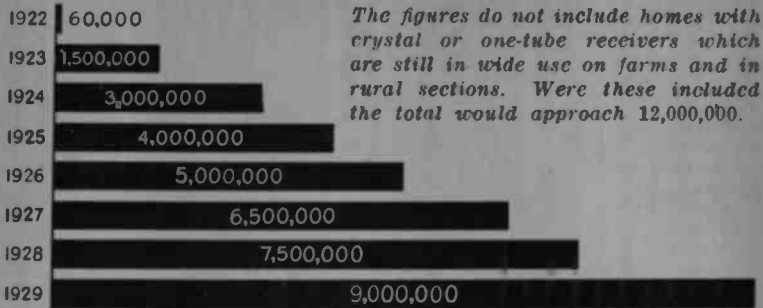 1922 60,000
The figures do not include homes with
crystal or one-tube receivers which
are still in wide use on farms and in
rural sections. Were these included
the total would approach 12,000,000.
1923 1,500,000
1924 3,000,000
1925 4,000,000
1926 5,000,000
1927 6,500,000
1928 7,500,000
1929 9,000,000